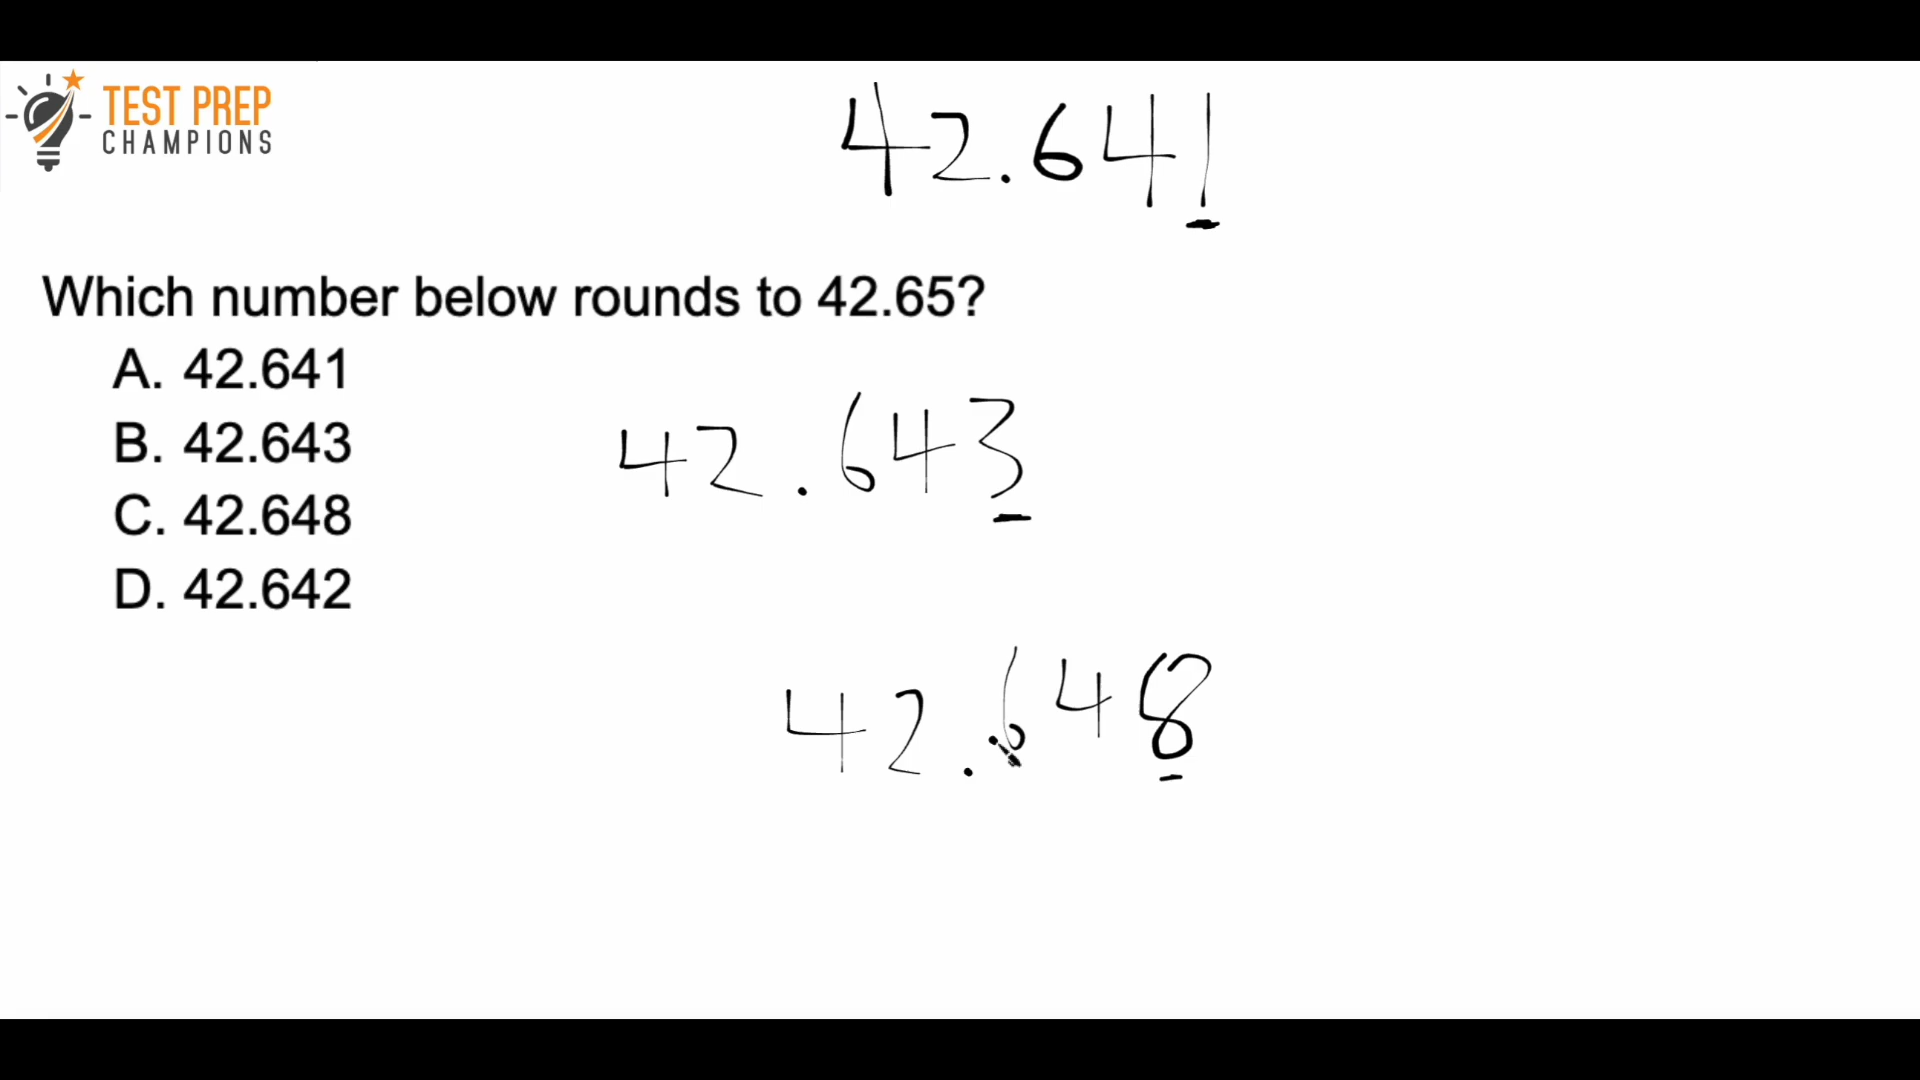 TEST PREP
CHAMPIONS
42.641
Which number below rounds to 42.65?
A. 42.641
B. 42.643
C. 42.648
D. 42.642
42.643
42.648